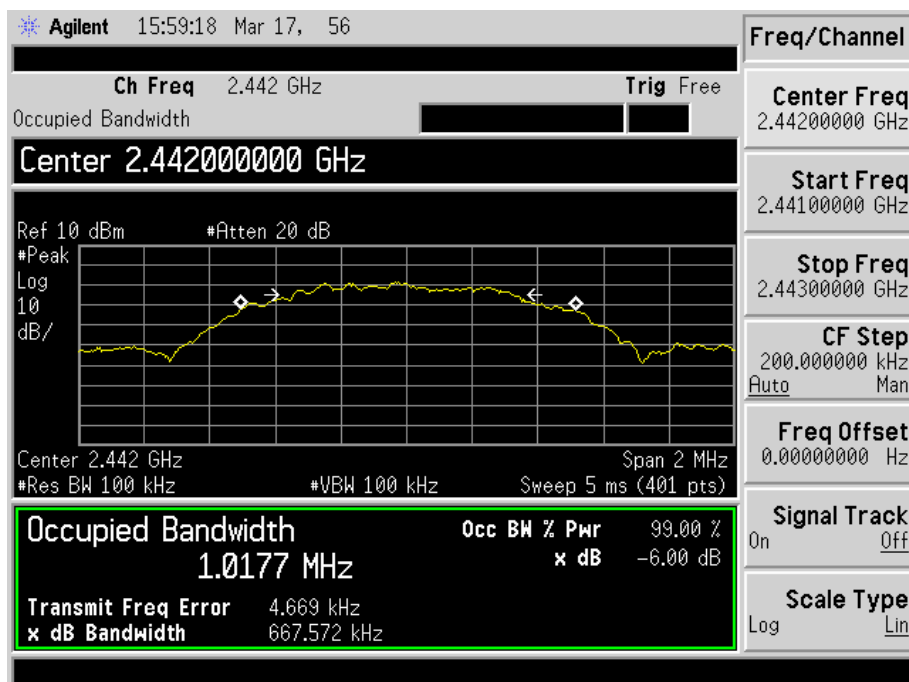 Agilent 15:59:18 Mar 17, 56
Ch Freq 2.442 GHz Trig Free
Occupied Bandwidth
Center 2.442000000 GHz
Ref 10 dBm #Atten 20 dB
#Peak
Log
10
dB/
Center 2.442 GHz Span 2 MHz
#Res BW 100 kHz #VBW 100 kHz Sweep 5 ms (401 pts)
Occupied Bandwidth Occ BW % Pwr 99.00 %
1.0177 MHz x dB -6.00 dB
Transmit Freq Error 4.669 kHz
x dB Bandwidth 667.572 kHz
Freq/Channel
Center Freq
2.44200000 GHz
Start Freq
2.44100000 GHz
Stop Freq
2.44300000 GHz
CF Step
200.000000 kHz
Auto Man
Freq Offset
0.00000000 Hz
Signal Track
On Off
Scale Type
Log Lin